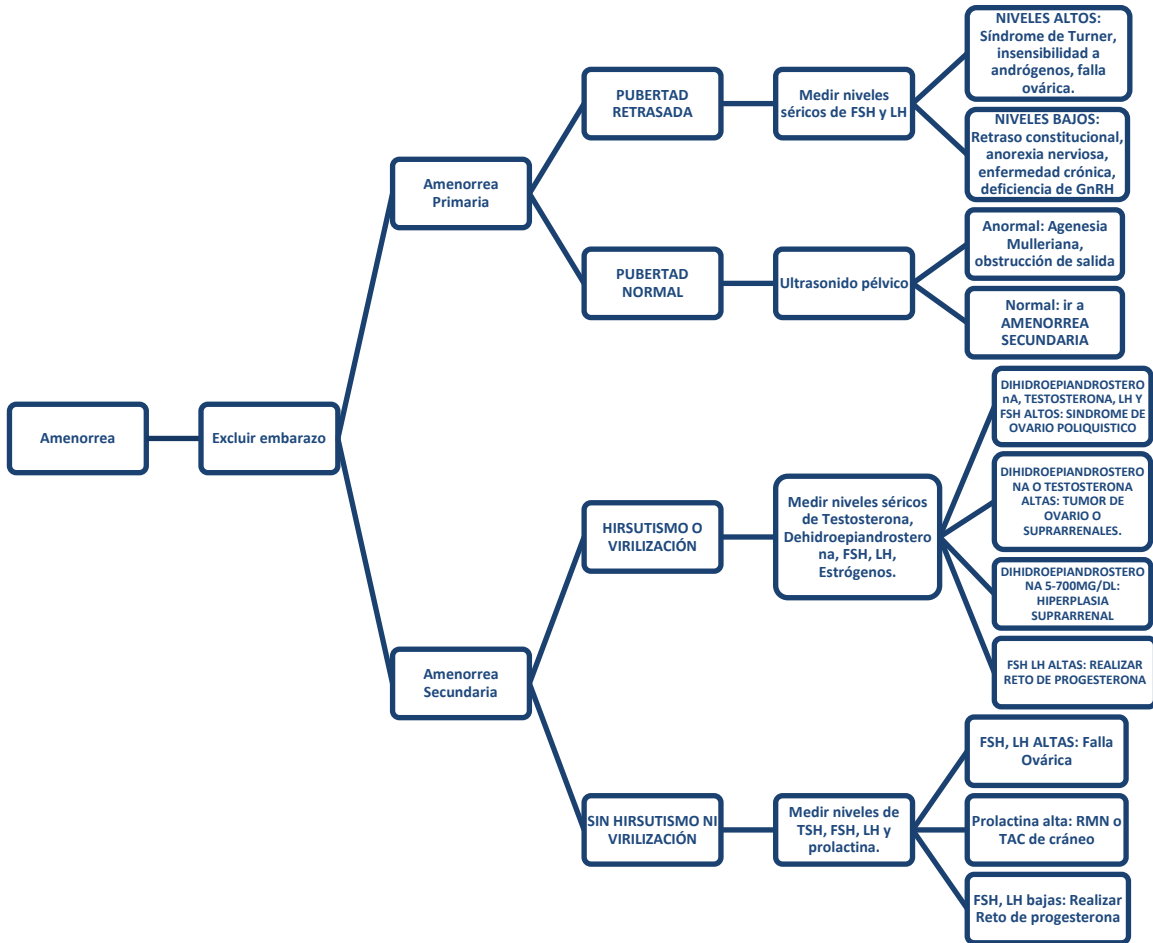 Amenorrea
Excluir embarazo
Amenorrea
Primaria
PUBERTAD
RETRASADA
Medir niveles
séricos de FSH y LH
NIVELES ALTOS:
Síndrome de Turner,
insensibilidad a
andrógenos, falla
ovárica.
NIVELES BAJOS:
Retraso constitucional,
anorexia nerviosa,
enfermedad crónica,
deficiencia de GnRH
PUBERTAD
NORMAL
Ultrasonido pélvico
Anormal: Agenesia
Mulleriana,
obstrucción de salida
Normal: ir a
AMENORREA
SECUNDARIA
Amenorrea
Secundaria
HIRSUTISMO O
VIRILIZACIÓN
Medir niveles séricos
de Testosterona,
Dehidroepiandrostero
na, FSH, LH,
Estrógenos.
DIHIDROEPIANDROSTERO
nA, TESTOSTERONA, LH Y
FSH ALTOS: SINDROME DE
OVARIO POLIQUISTICO
DIHIDROEPIANDROSTERO
NA O TESTOSTERONA
ALTAS: TUMOR DE
OVARIO O
SUPRARRENALES.
DIHIDROEPIANDROSTERO
NA 5-700MG/DL:
HIPERPLASIA
SUPRARRENAL
FSH LH ALTAS: REALIZAR
RETO DE PROGESTERONA
SIN HIRSUTISMO NI
VIRILIZACIÓN
Medir niveles de
TSH, FSH, LH y
prolactina.
FSH, LH ALTAS: Falla
Ovárica
Prolactina alta: RMN o
TAC de cráneo
FSH, LH bajas: Realizar
Reto de progesterona